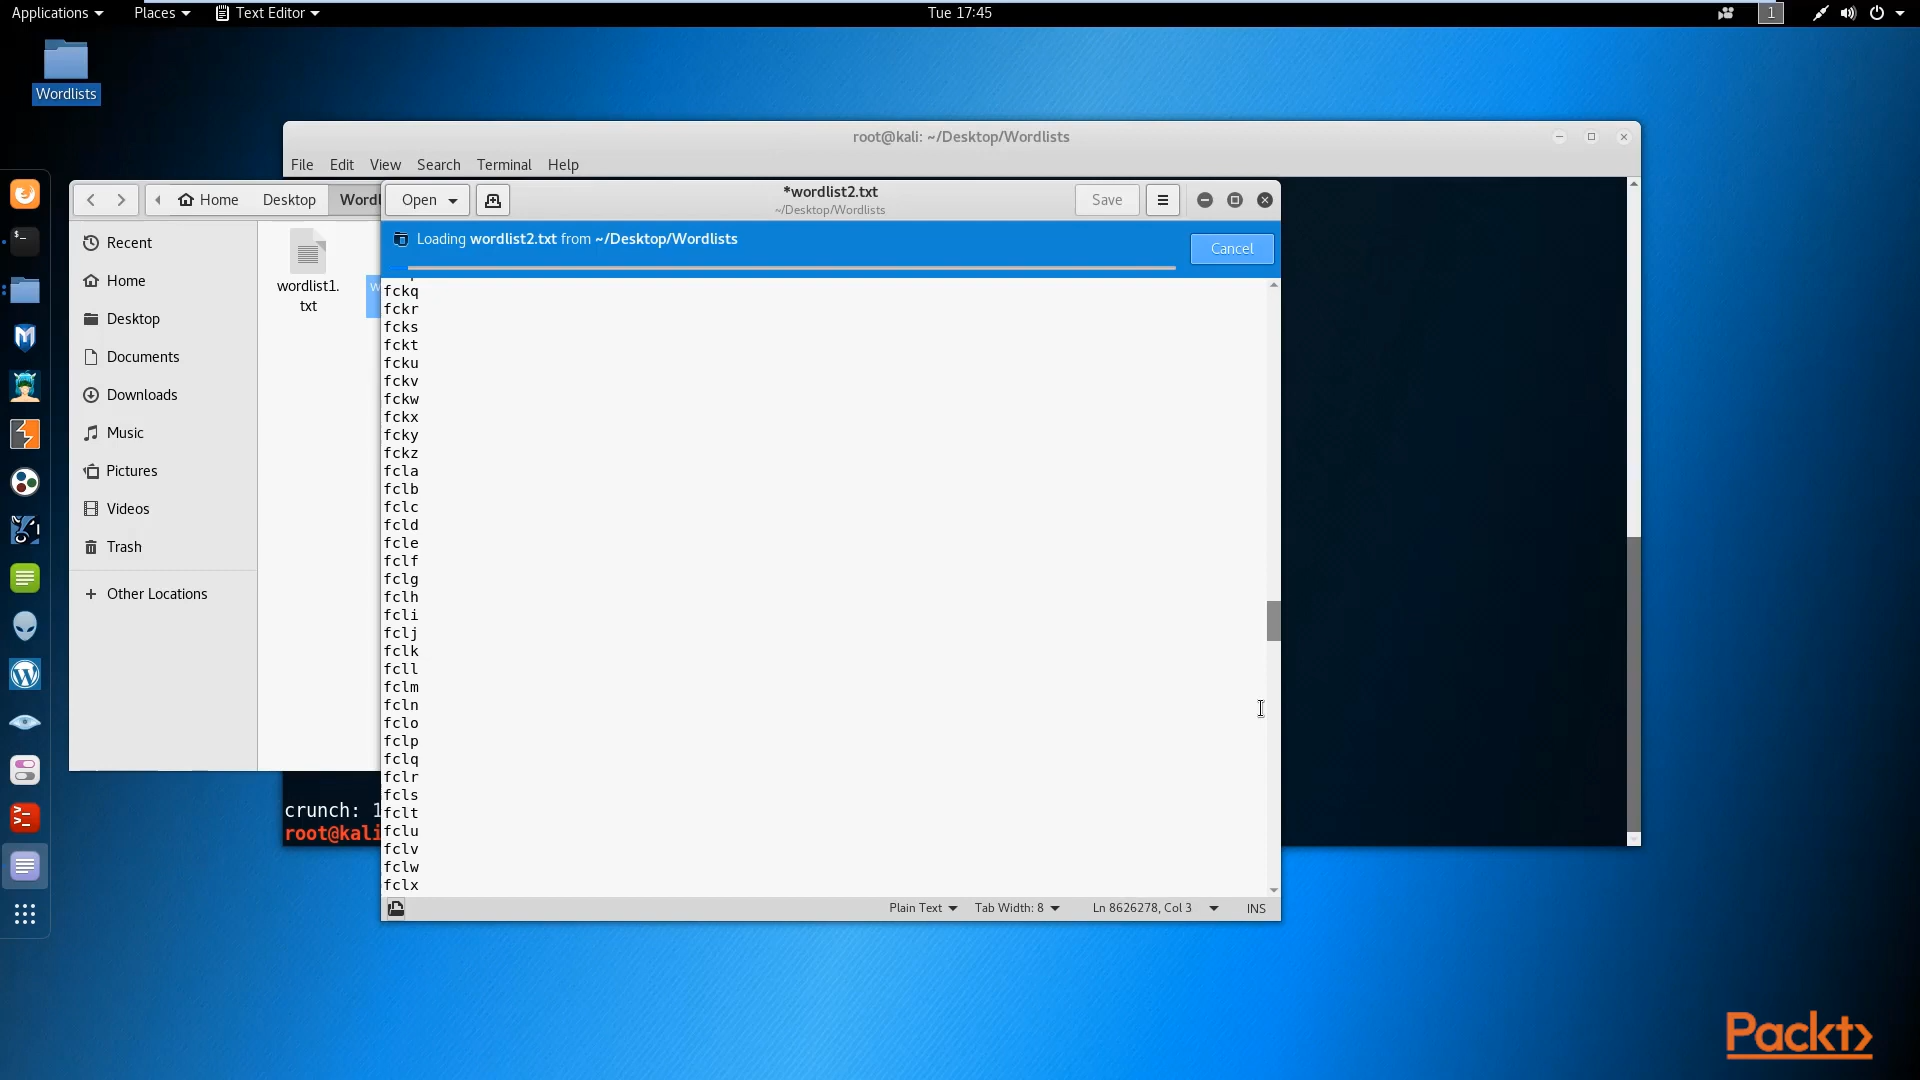 Applications
Places
Text Editor
Tue 17:45
1
Wordlists
root@kali: ~/Desktop/Wordlists
File Edit View Search Terminal Help
Home
Desktop
Wordl
Open
*wordlist2.txt
~/Desktop/Wordlists
Save
Loading wordlist2.txt from ~/Desktop/Wordlists
Cancel
Recent
Home
Desktop
Documents
Downloads
Music
Pictures
Videos
Trash
+ Other Locations
wordlist1.
txt
w
fckq
fckr
fcks
fckt
fcku
fckv
fckw
fckx
fcky
fckz
fcla
fclb
fclc
fcld
fcle
fclf
fclg
fclh
fcli
fclj
fclk
fcll
fclm
fcln
fclo
fclp
fclq
fclr
fcls
fclt
fclu
fclv
fclw
fclx
crunch: 1
root@kali
Plain Text
Tab Width: 8
Ln 8626278, Col 3
INS
Packt>